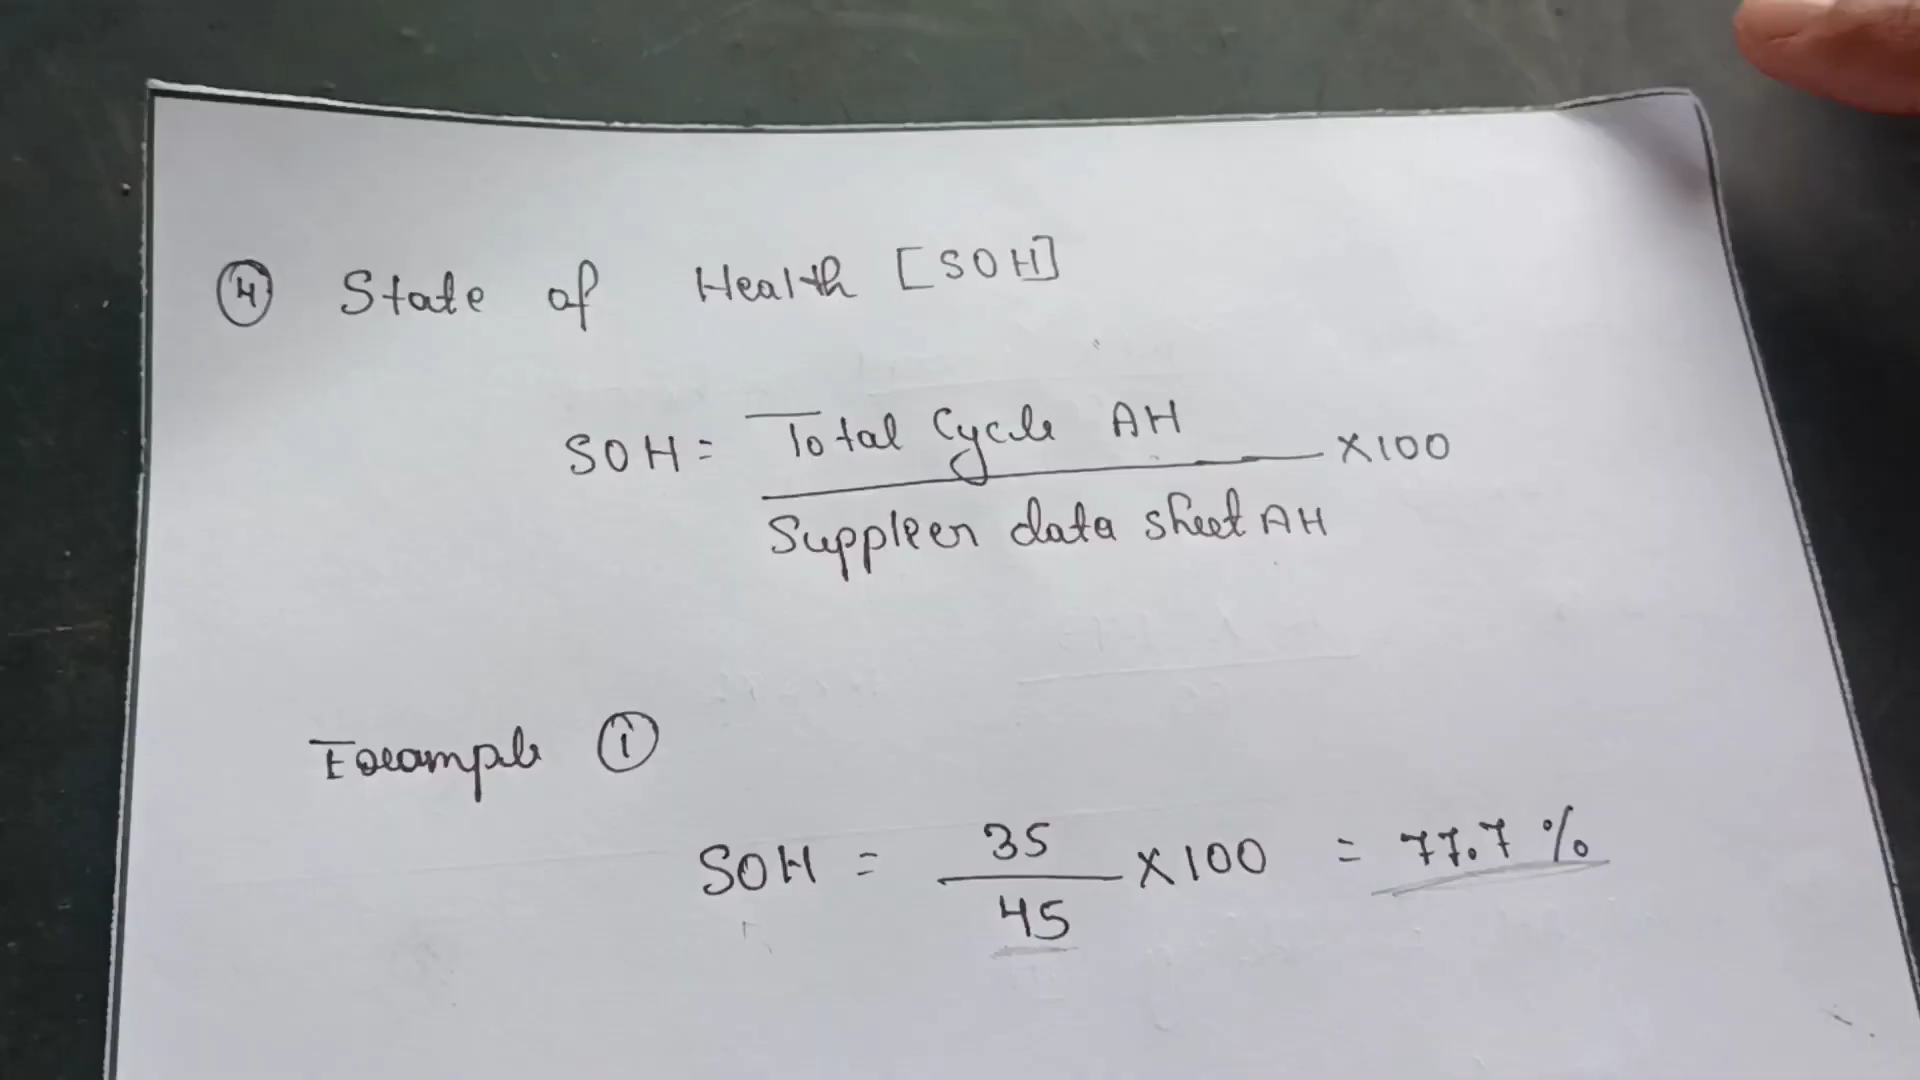 ④ State of Health [SOH]
SOH = Total Cycle AH / Supplier data sheet AH ×100
Example ①
SOH = 35 / 45 ×100 = 77.7 %